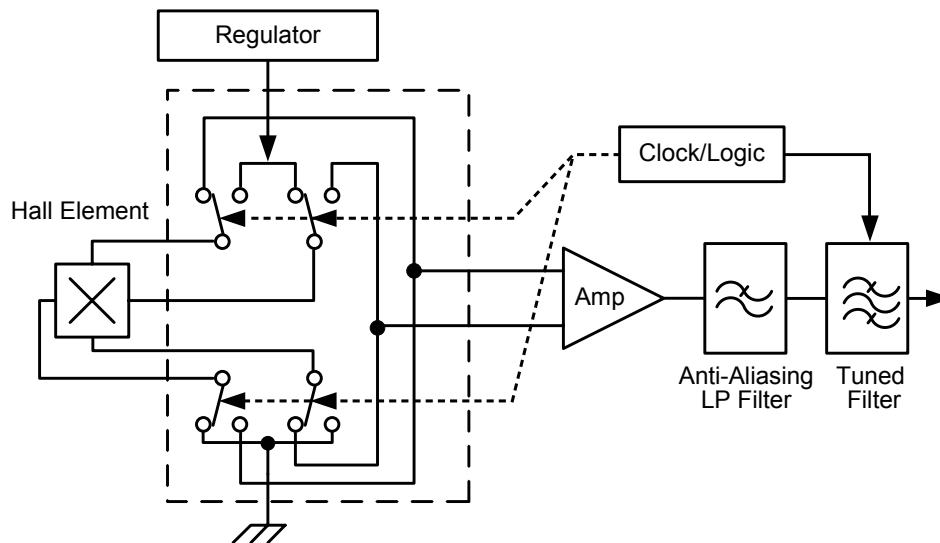 Regulator
Clock/Logic
Hall Element
Amp
Anti-Aliasing
LP Filter
Tuned
Filter